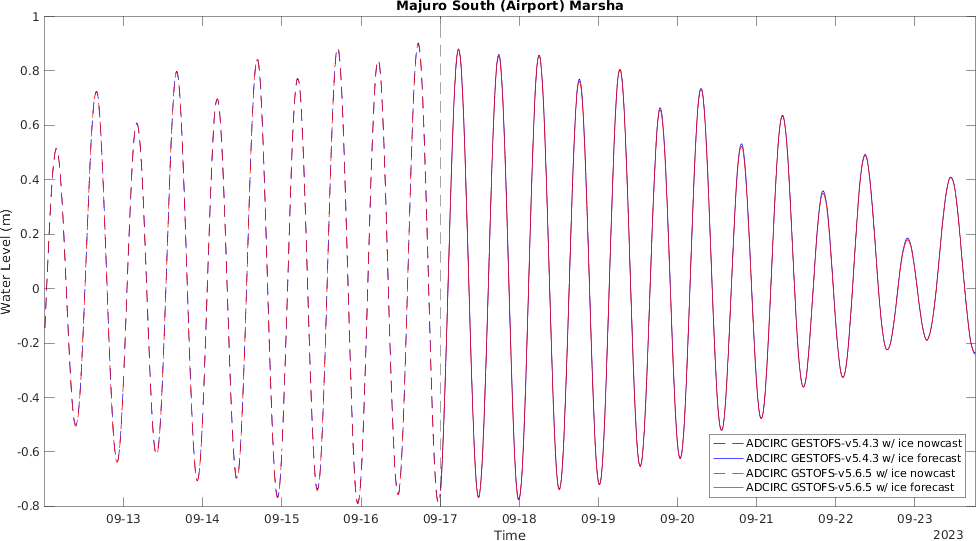 Majuro South (Airport) Marsha
Water Level (m)
1
0.8
0.6
0.4
0.2
0
-0.2
-0.4
-0.6
-0.8
ADCIRC GESTOFS-v5.4.3 w/ ice nowcast
ADCIRC GESTOFS-v5.4.3 w/ ice forecast
ADCIRC GSTOFS-v5.6.5 w/ ice nowcast
ADCIRC GSTOFS-v5.6.5 w/ ice forecast
09-13 09-14 09-15 09-16 09-17 09-18 09-19 09-20 09-21 09-22 09-23
Time
2023